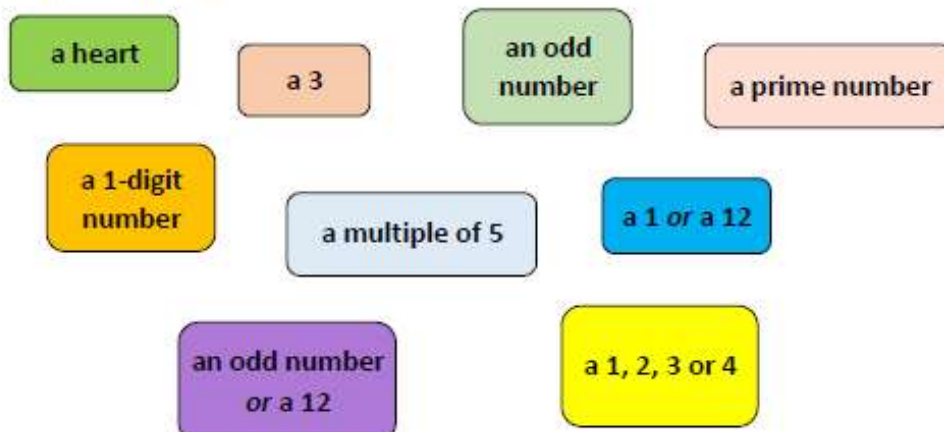 a heart
a 3
an odd
number
a prime number
a 1-digit
number
a multiple of 5
a 1 or a 12
an odd number
or a 12
a 1, 2, 3 or 4